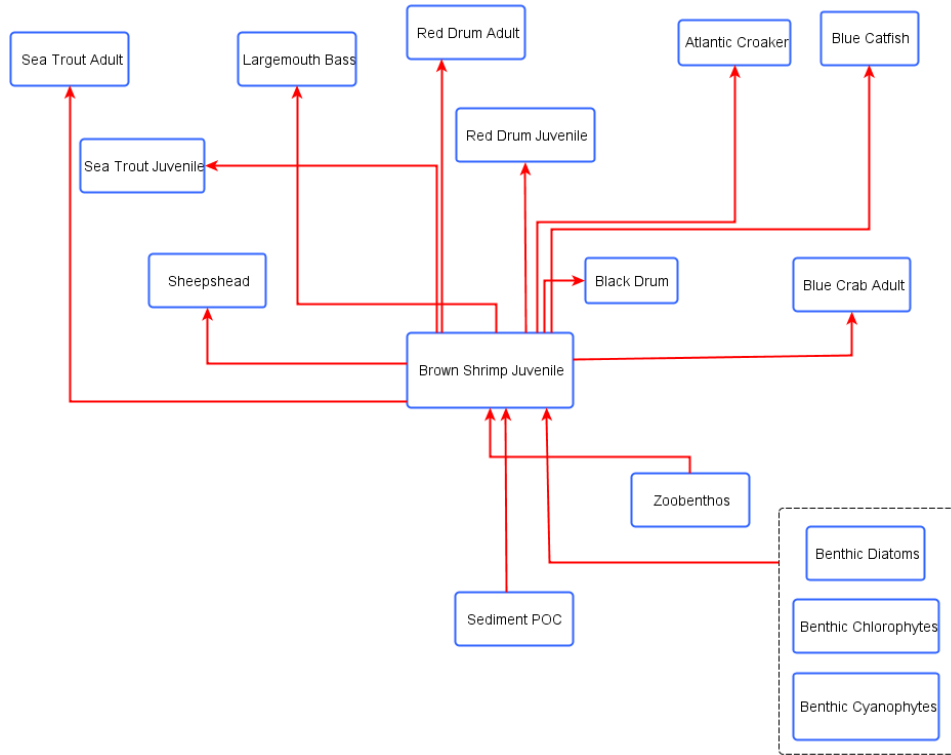 Red Drum Adult
Sea Trout Adult
Largemouth Bass
Atlantic Croaker
Blue Catfish
Red Drum Juvenile
Sea Trout Juvenile
Sheepshead
Black Drum
Blue Crab Adult
Brown Shrimp Juvenile
Zoobenthos
Benthic Diatoms
Sediment POC
Benthic Chlorophytes
Benthic Cyanophytes